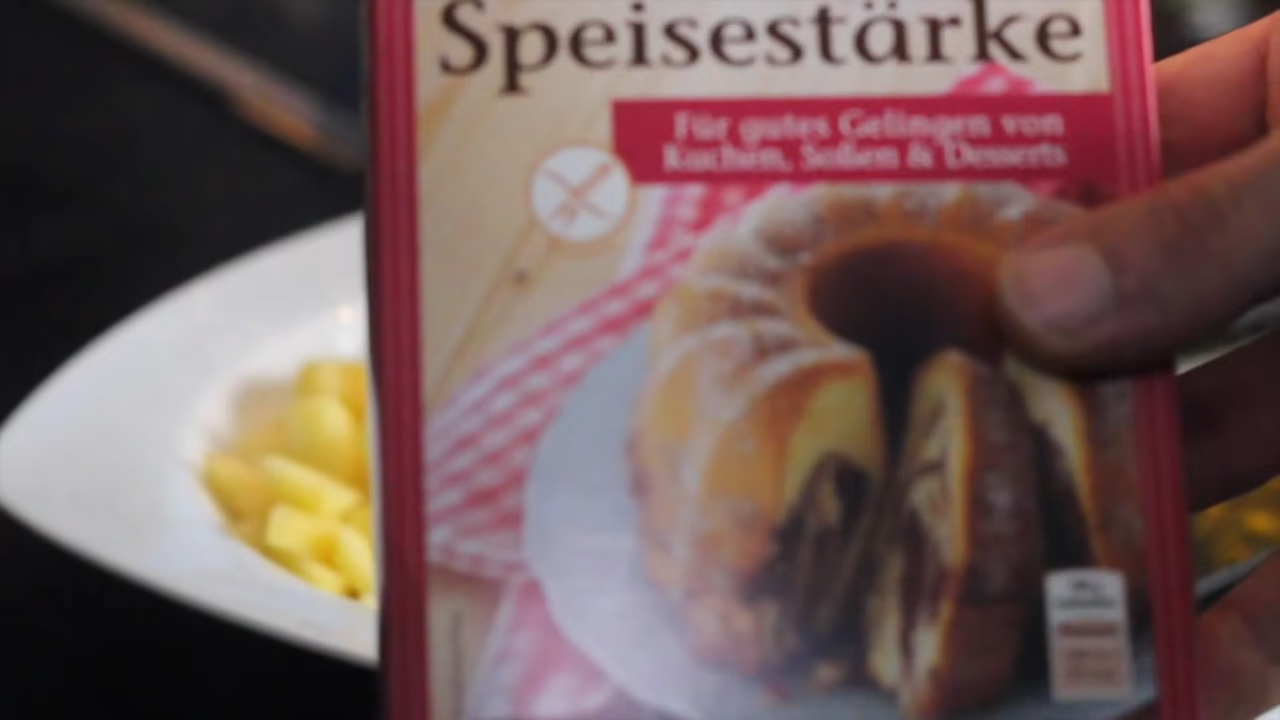 Speisestärke
Für gutes Gelingen von
Kuchen, Soßen & Desserts